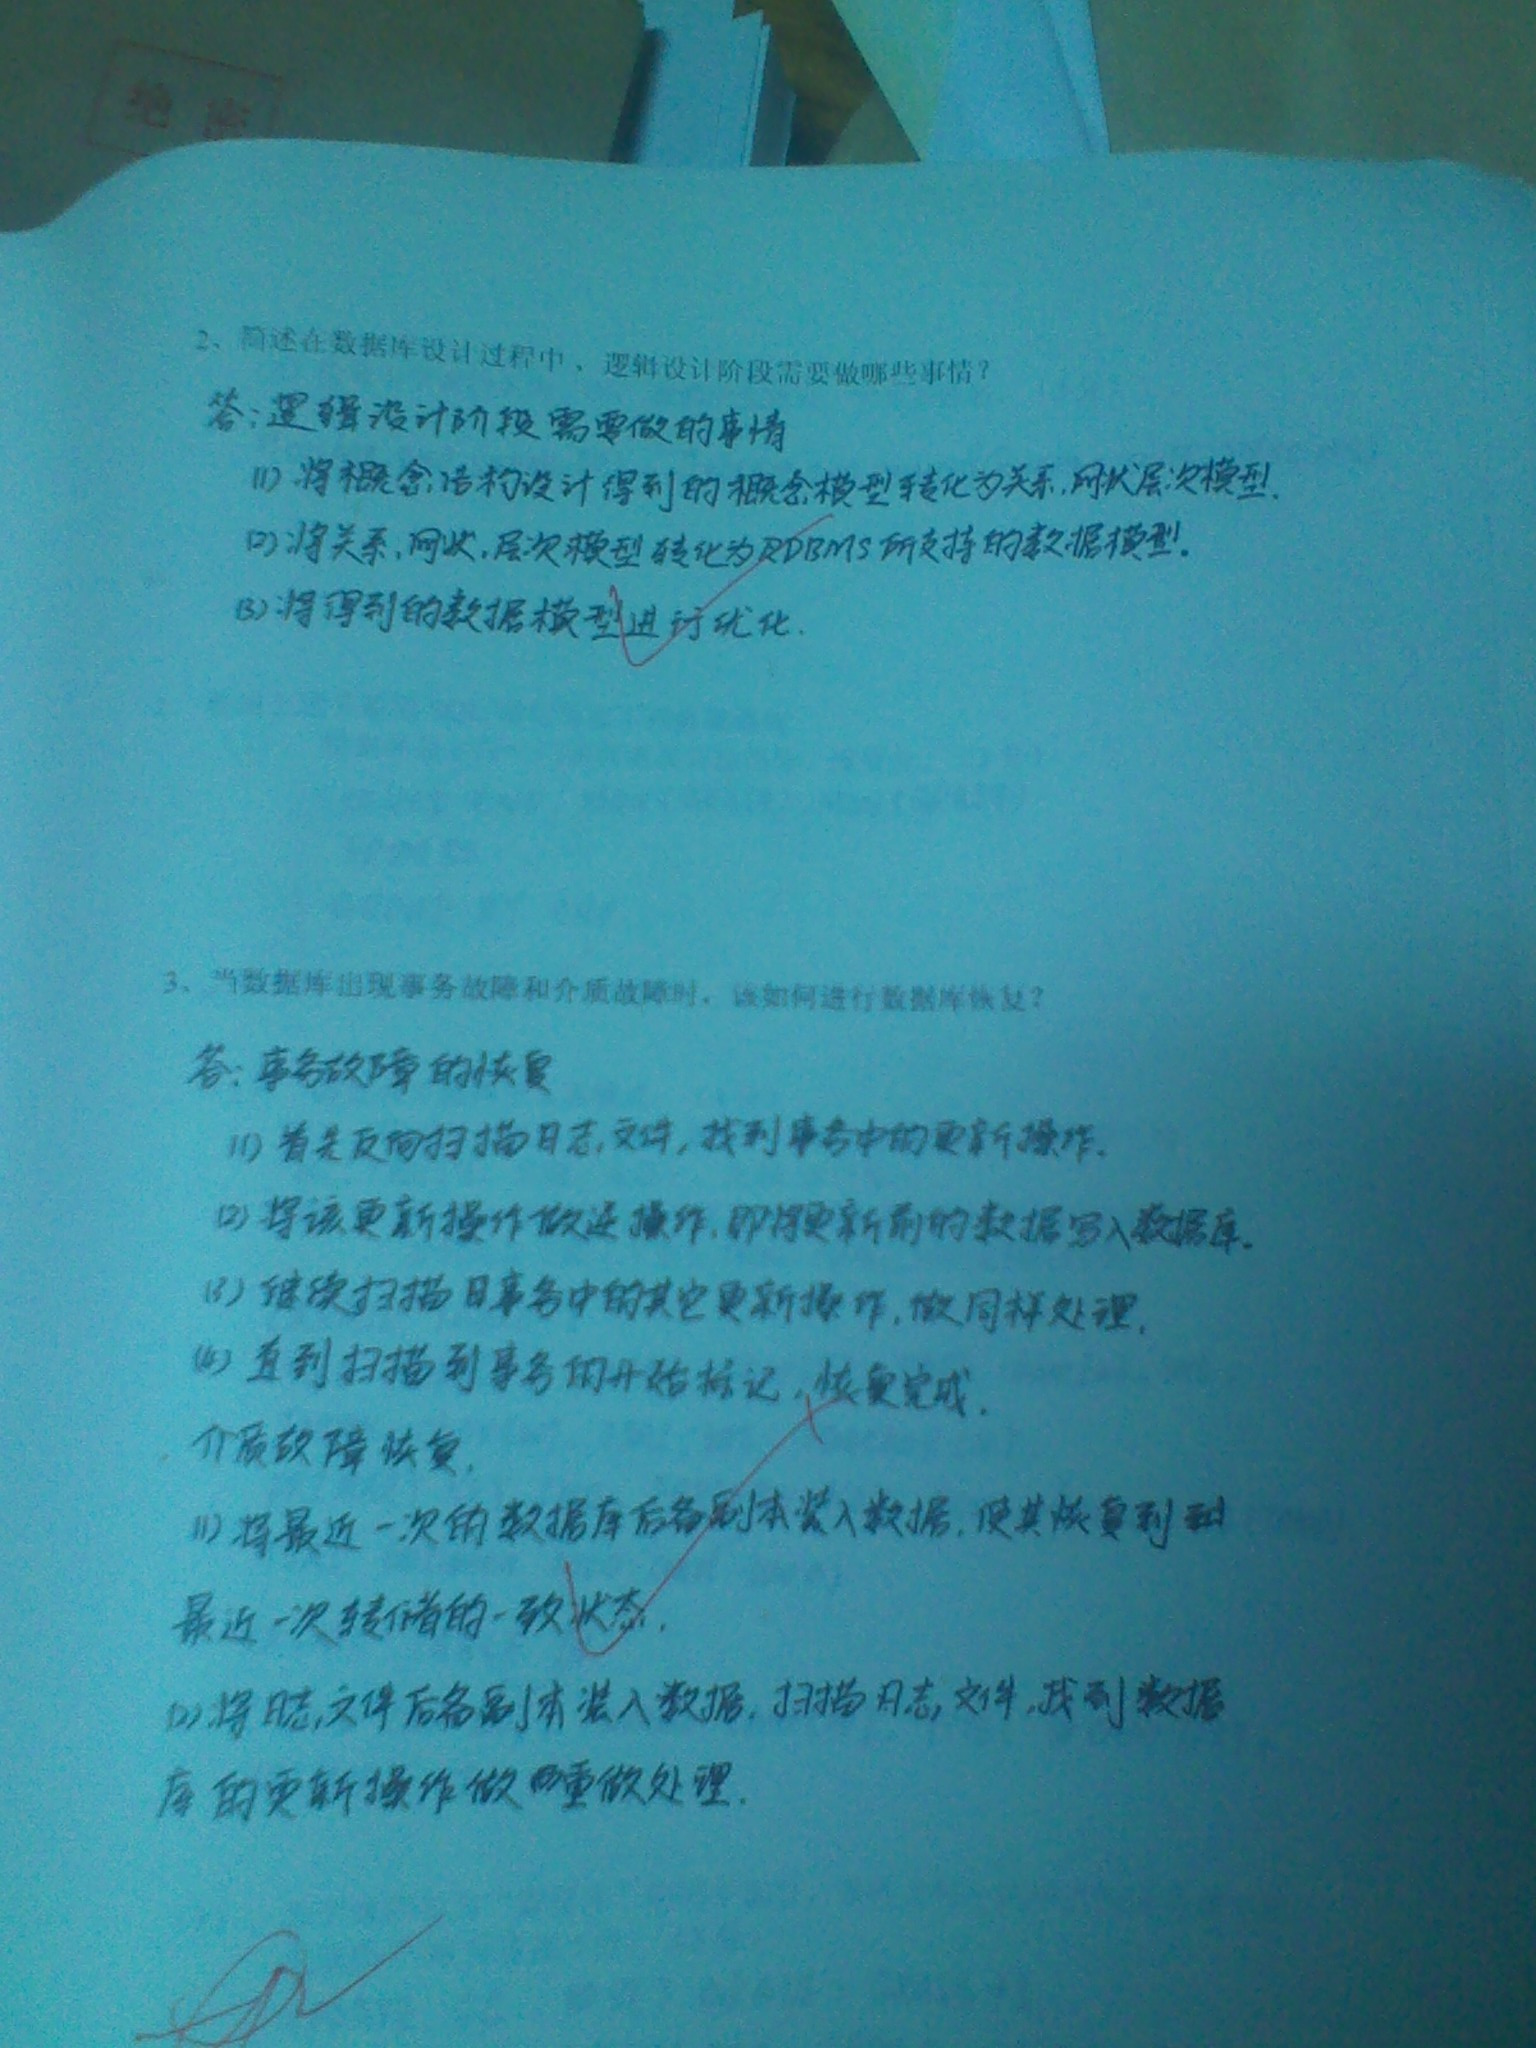 绝密
2、简述在数据库设计过程中、逻辑设计阶段需要做哪些事情？
答：逻辑设计阶段需要做的事情
(1) 将概念结构设计得到的概念模型转化为关系、网状层次模型.
(2) 将关系、网状、层次模型转化为RDBMS所支持的数据模型.
(3) 将得到的数据模型进行优化.
3、当数据库出现事务故障和介质故障时，该如何进行数据库恢复？
答：事务故障的恢复
(1) 首先反向扫描日志文件，找到事务中的更新操作.
(2) 将该更新操作做逆操作，即将更新前的数据写入数据库.
(3) 继续扫描日事务中的其它更新操作，做同样处理.
(4) 直到扫描到事务的开始标记，恢复完成.
介质故障恢复.
(1) 将最近一次的数据库后备副本装入数据，使其恢复到
最近一次转储的一致状态.
(2) 将日志文件后备副本装入数据，扫描日志文件，找到数据
库的更新操作做重做处理.